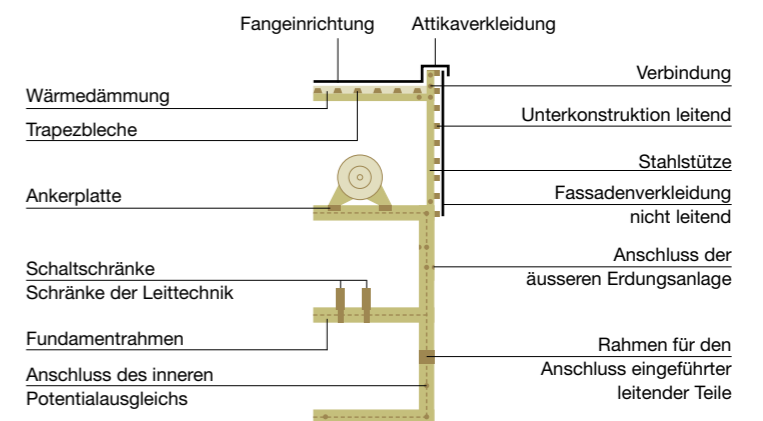 Fangeinrichtung
Attikaverkleidung
Wärmedämmung
Trapezbleche
Ankerplatte
Schaltschränke
Schränke der Leittechnik
Fundamentrahmen
Anschluss des inneren
Potentialausgleichs
Verbindung
Unterkonstruktion leitend
Stahlstütze
Fassadenverkleidung
nicht leitend
Anschluss der
äusseren Erdungsanlage
Rahmen für den
Anschluss eingeführter
leitender Teile